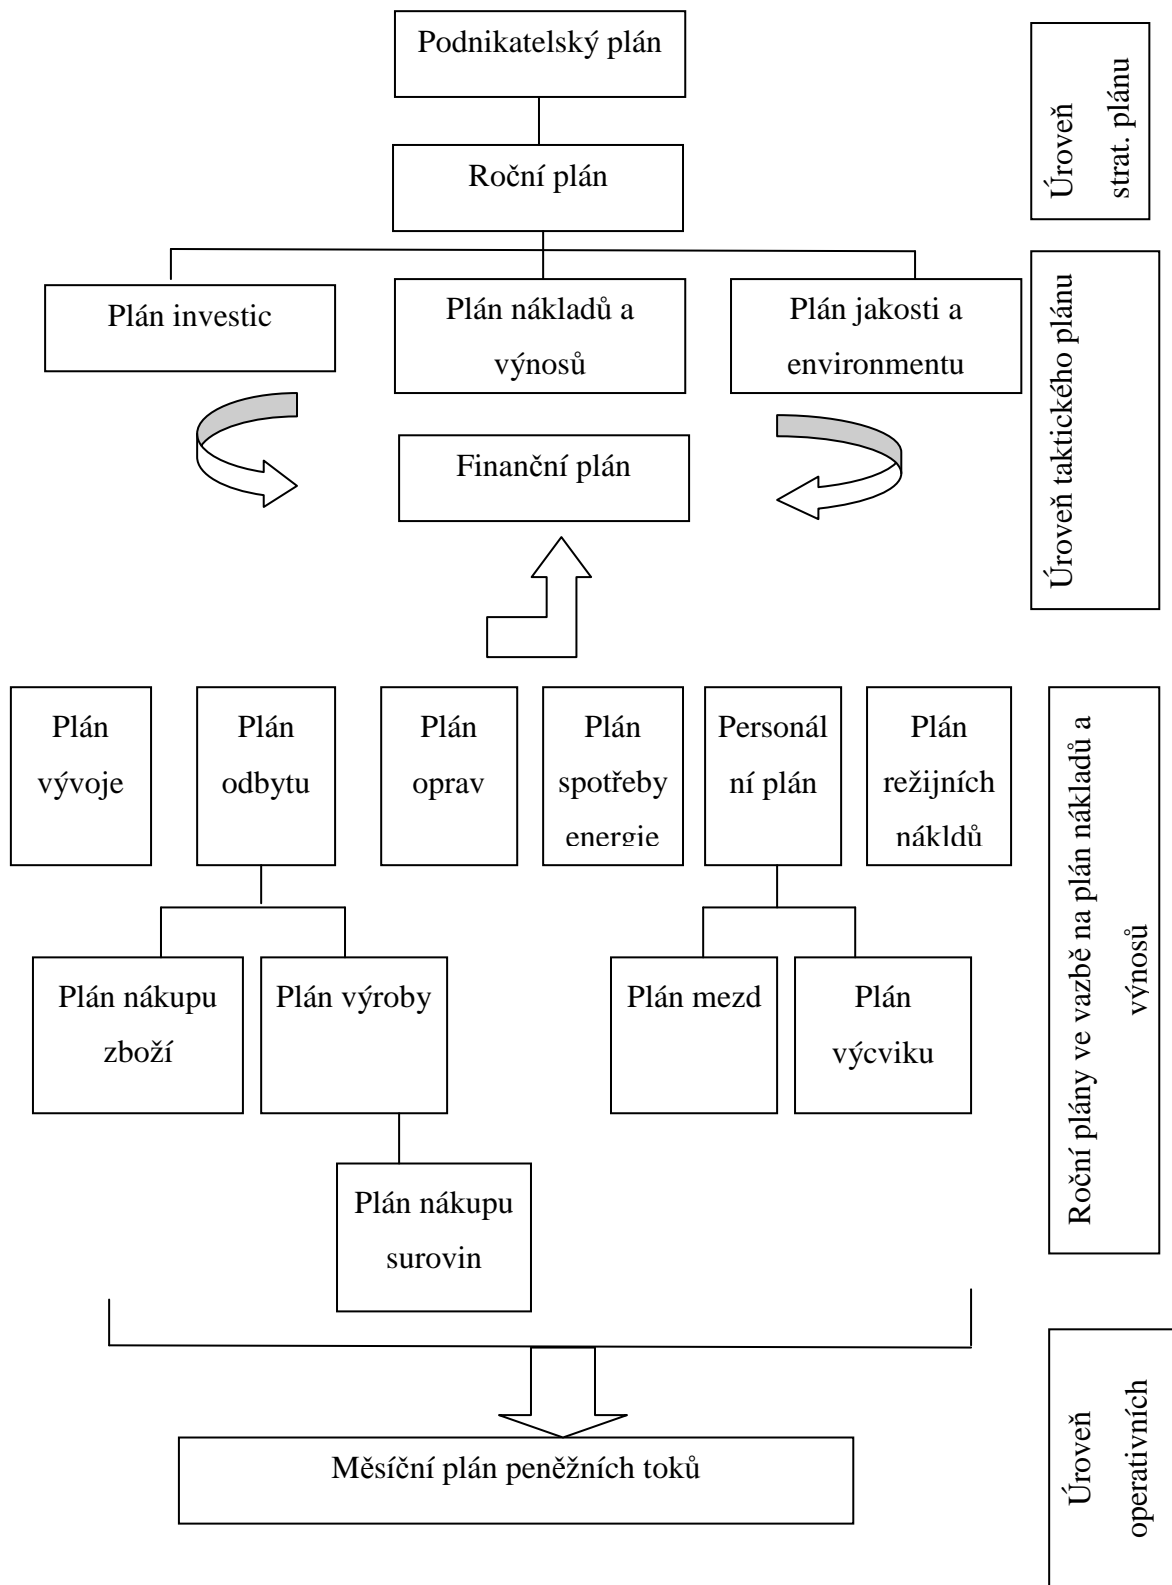 Podnikatelský plán
Úroveň
strat. plánu
Roční plán
Plán investic
Plán nákladů a
výnosů
Plán jakosti a
environmentu
Úroveň taktického plánu
Finanční plán
Plán
vývoje
Plán
odbytu
Plán
oprav
Plán
spotřeby
energie
Personál
ní plán
Plán
režijních
nákldů
Roční plány ve vazbě na plán nákladů a
výnosů
Plán nákupu
zboží
Plán výroby
Plán mezd
Plán
výcviku
Plán nákupu
surovin
Úroveň
operativních
Měsíční plán peněžních toků